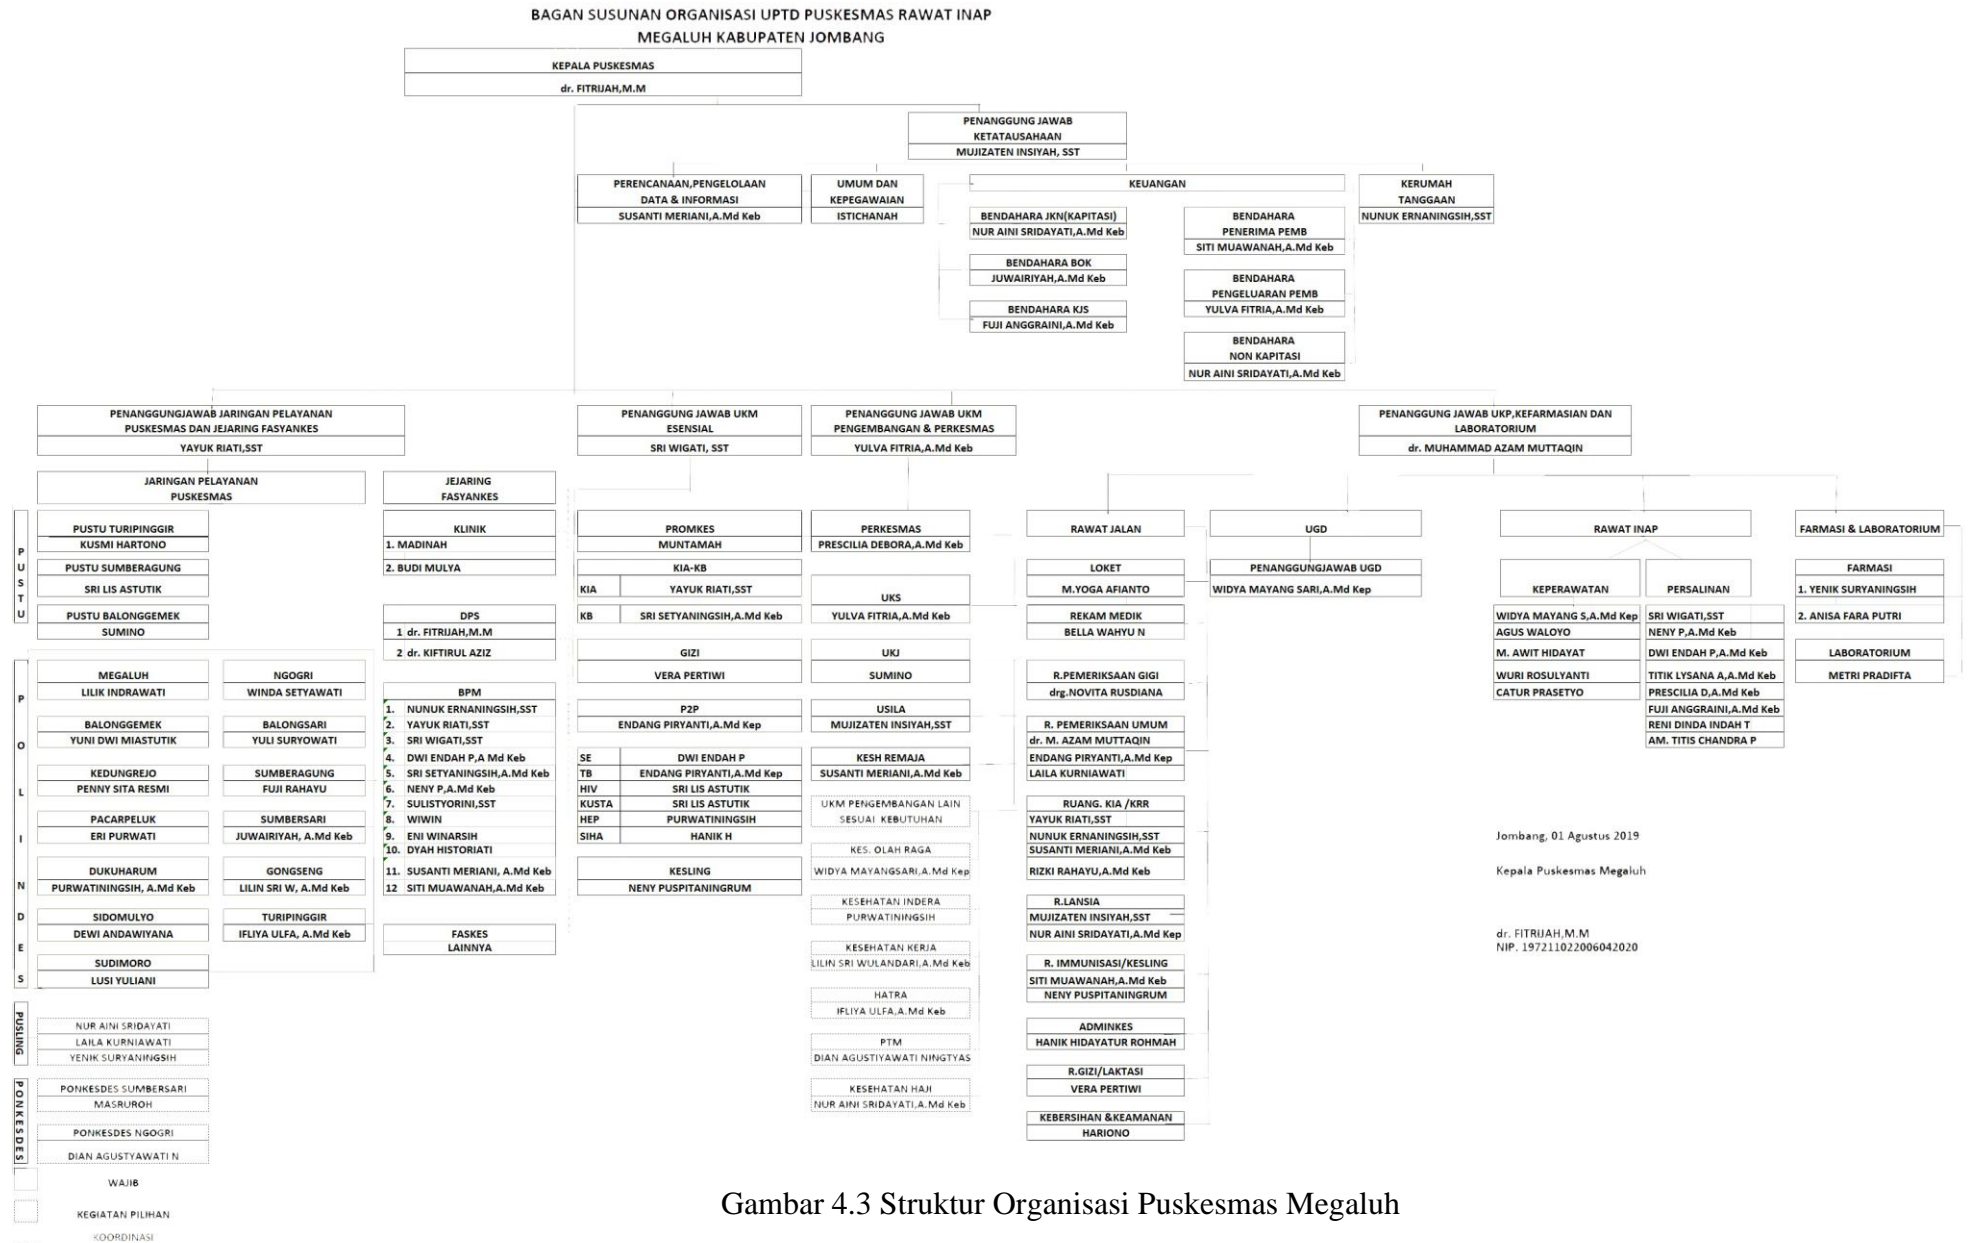 BAGAN SUSUNAN ORGANISASI UPTD PUSKESMAS RAWAT INAP
MEGALUH KABUPATEN JOMBANG
KEPALA PUSKESMAS
dr. FITRIJAH,M.M
PENANGGUNG JAWAB
KETATAUSAHAAN
MUJIZATEN INSIYAH, SST
PERENCANAAN,PENGELOLAAN
DATA & INFORMASI
SUSANTI MERIANI,A.Md Keb
UMUM DAN
KEPEGAWAIAN
ISTICHANAH
KEUANGAN
KERUMAH
TANGGAAN
NUNUK ERNANINGSIH,SST
BENDAHARA JKN(KAPITASI)
NUR AINI SRIDAYATI,A.Md Keb
BENDAHARA BOK
JUWAIRIYAH,A.Md Keb
BENDAHARA KJS
FUJI ANGGRAINI,A.Md Keb
BENDAHARA
PENERIMA PEMB
SITI MUAWANAH,A.Md Keb
BENDAHARA
PENGELUARAN PEMB
YULVA FITRIA,A.Md Keb
BENDAHARA
NON KAPITASI
NUR AINI SRIDAYATI,A.Md Keb
PENANGGUNGJAWAB JARINGAN PELAYANAN
PUSKESMAS DAN JEJARING FASYANKES
YAYUK RIATI,SST
PENANGGUNG JAWAB UKM
ESENSIAL
SRI WIGATI, SST
PENANGGUNG JAWAB UKM
PENGEMBANGAN & PERKESMAS
YULVA FITRIA,A.Md Keb
PENANGGUNG JAWAB UKP,KEFARMASIAN DAN
LABORATORIUM
dr. MUHAMMAD AZAM MUTTAQIN
JARINGAN PELAYANAN
PUSKESMAS
PUSTU
PUSTU TURIPINGGIR
KUSMI HARTONO
PUSTU SUMBERAGUNG
SRI LIS ASTUTIK
PUSTU BALONGGEMEK
SUMINO
POLINDES
MEGALUH
LILIK INDRAWATI
BALONGGEMEK
YUNI DWI MIASTUTIK
KEDUNGREJO
PENNY SITA RESMI
PACARPELUK
ERI PURWATI
DUKUHARUM
PURWATININGSIH, A.Md Keb
SIDOMULYO
DEWI ANDAWIYANA
SUDIMORO
LUSI YULIANI
NGOGRI
WINDA SETYAWATI
BALONGSARI
YULI SURYOWATI
SUMBERAGUNG
FUJI RAHAYU
SUMBERSARI
JUWAIRIYAH, A.Md Keb
GONGSENG
LILIN SRI W, A.Md Keb
TURIPINGGIR
IFLIYA ULFA, A.Md Keb
PUSLING
NUR AINI SRIDAYATI
LAILA KURNIAWATI
YENIK SURYANINGSIH
PONKESDES
PONKESDES SUMBERSARI
MASRUROH
PONKESDES NGOGRI
DIAN AGUSTYAWATI N
WAJIB
KEGIATAN PILIHAN
KOORDINASI
JEJARING
FASYANKES
KLINIK
1. MADINAH
2. BUDI MULYA
DPS
1 dr. FITRIJAH,M.M
2 dr. KIFTIRUL AZIZ
BPM
1. NUNUK ERNANINGSIH,SST
2. YAYUK RIATI,SST
3. SRI WIGATI,SST
4. DWI ENDAH P,A Md Keb
5. SRI SETYANINGSIH,A.Md Keb
6. NENY P,A.Md Keb
7. SULISTYORINI,SST
8. WIWIN
9. ENI WINARSIH
10. DYAH HISTORIATI
11. SUSANTI MERIANI, A.Md Keb
12 SITI MUAWANAH,A.Md Keb
FASKES
LAINNYA
PROMKES
MUNTAMAH
KIA-KB
KIA YAYUK RIATI,SST
KB SRI SETYANINGSIH,A.Md Keb
GIZI
VERA PERTIWI
P2P
ENDANG PIRYANTI,A.Md Kep
SE DWI ENDAH P
TB ENDANG PIRYANTI,A.Md Kep
HIV SRI LIS ASTUTIK
KUSTA SRI LIS ASTUTIK
HEP PURWATININGSIH
SIHA HANIK H
KESLING
NENY PUSPITANINGRUM
PERKESMAS
PRESCILIA DEBORA,A.Md Keb
UKS
YULVA FITRIA,A.Md Keb
UKJ
SUMINO
USILA
MUJIZATEN INSIYAH,SST
KESH REMAJA
SUSANTI MERIANI,A.Md Keb
UKM PENGEMBANGAN LAIN
SESUAI KEBUTUHAN
KES. OLAH RAGA
WIDYA MAYANGSARI,A.Md Kep
KESEHATAN INDERA
PURWATININGSIH
KESEHATAN KERJA
LILIN SRI WULANDARI,A.Md Keb
HATRA
IFLIYA ULFA,A.Md Keb
PTM
DIAN AGUSTIYAWATI NINGTYAS
KESEHATAN HAJI
NUR AINI SRIDAYATI,A.Md Keb
RAWAT JALAN
LOKET
M.YOGA AFIANTO
REKAM MEDIK
BELLA WAHYU N
R.PEMERIKSAAN GIGI
drg.NOVITA RUSDIANA
R. PEMERIKSAAN UMUM
dr. M. AZAM MUTTAQIN
ENDANG PIRYANTI,A.Md Kep
LAILA KURNIAWATI
RUANG. KIA /KRR
YAYUK RIATI,SST
NUNUK ERNANINGSIH,SST
SUSANTI MERIANI,A.Md Keb
RIZKI RAHAYU,A.Md Keb
R.LANSIA
MUJIZATEN INSIYAH,SST
NUR AINI SRIDAYATI,A.Md Kep
R. IMMUNISASI/KESLING
SITI MUAWANAH,A.Md Keb
NENY PUSPITANINGRUM
ADMINKES
HANIK HIDAYATUR ROHMAH
R.GIZI/LAKTASI
VERA PERTIWI
KEBERSIHAN &KEAMANAN
HARIONO
UGD
PENANGGUNGJAWAB UGD
WIDYA MAYANG SARI,A.Md Kep
RAWAT INAP
KEPERAWATAN
WIDYA MAYANG S,A.Md Kep
AGUS WALOYO
M. AWIT HIDAYAT
WURI ROSULYANTI
CATUR PRASETYO
PERSALINAN
SRI WIGATI,SST
NENY P,A.Md Keb
DWI ENDAH P,A.Md Keb
TITIK LYSANA A,A.Md Keb
PRESCILIA D,A.Md Keb
FUJI ANGGRAINI,A.Md Keb
RENI DINDA INDAH T
AM. TITIS CHANDRA P
FARMASI & LABORATORIUM
FARMASI
1. YENIK SURYANINGSIH
2. ANISA FARA PUTRI
LABORATORIUM
METRI PRADIFTA
Jombang, 01 Agustus 2019
Kepala Puskesmas Megaluh
dr. FITRIJAH,M.M
NIP. 197211022006042020
Gambar 4.3 Struktur Organisasi Puskesmas Megaluh